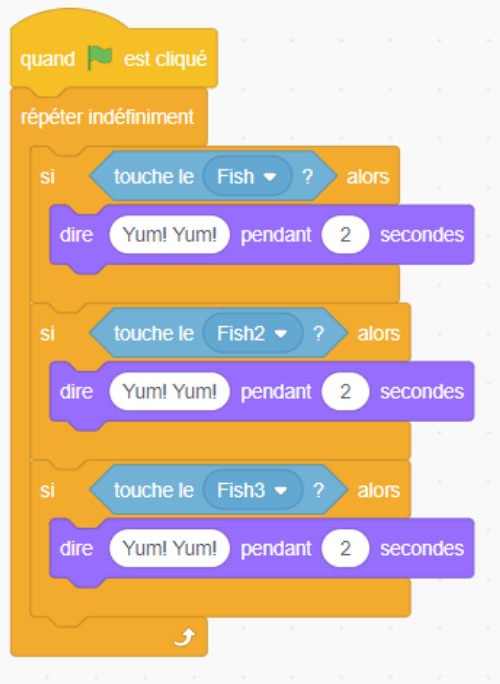 quand est cliqué
répéter indéfiniment
si touche le Fish ? alors
dire Yum! Yum! pendant 2 secondes
si touche le Fish2 ? alors
dire Yum! Yum! pendant 2 secondes
si touche le Fish3 ? alors
dire Yum! Yum! pendant 2 secondes